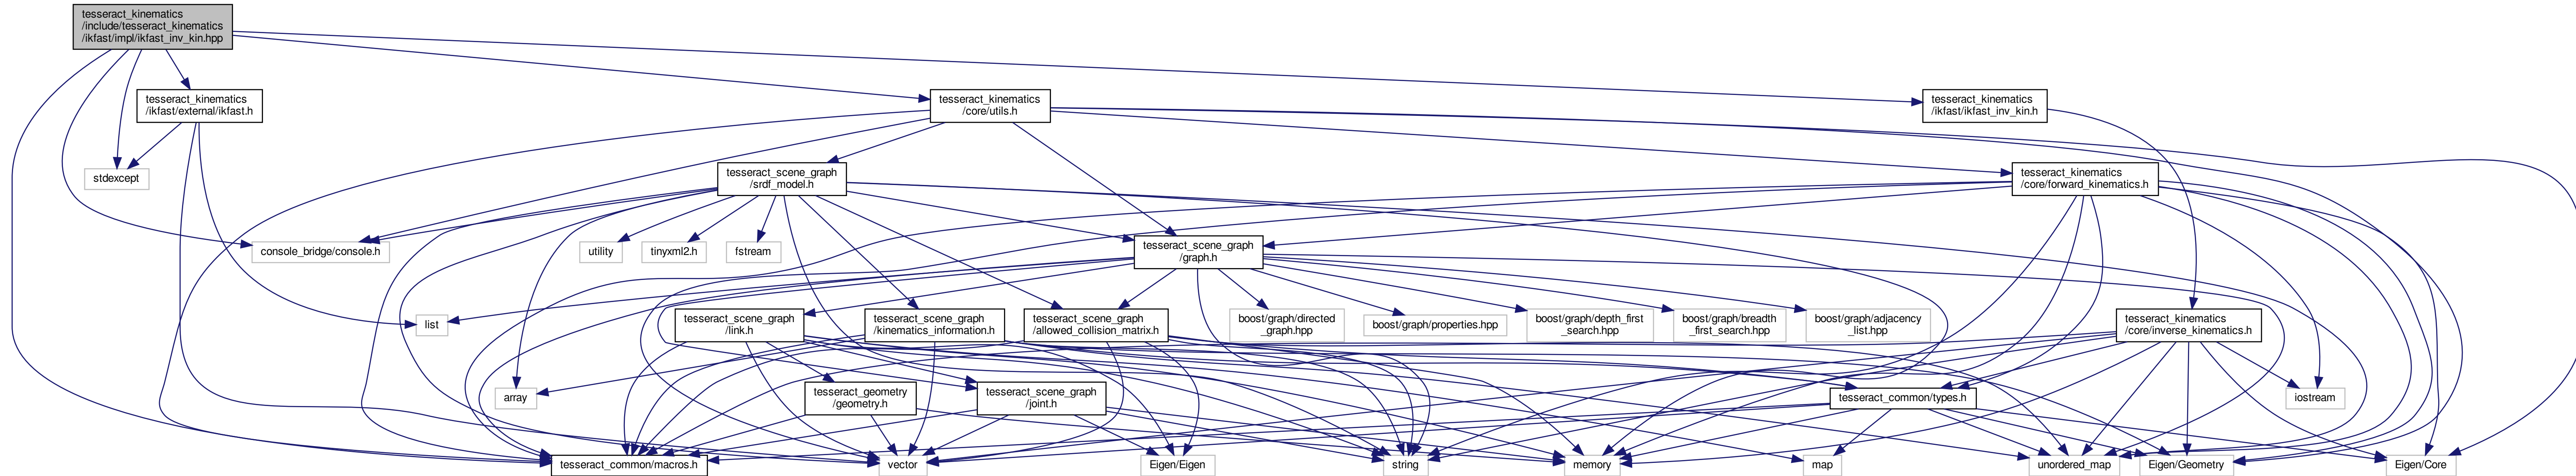 tesseract_kinematics
/include/tesseract_kinematics
/ikfast/impl/ikfast_inv_kin.hpp
tesseract_kinematics
/ikfast/external/ikfast.h
tesseract_kinematics
/core/utils.h
tesseract_kinematics
/ikfast/ikfast_inv_kin.h
stdexcept
tesseract_scene_graph
/srdf_model.h
tesseract_kinematics
/core/forward_kinematics.h
console_bridge/console.h
utility
tinyxml2.h
fstream
tesseract_scene_graph
/graph.h
list
tesseract_scene_graph
/link.h
tesseract_scene_graph
/kinematics_information.h
tesseract_scene_graph
/allowed_collision_matrix.h
boost/graph/directed
_graph.hpp
boost/graph/properties.hpp
boost/graph/depth_first
_search.hpp
boost/graph/breadth
_first_search.hpp
boost/graph/adjacency
_list.hpp
tesseract_kinematics
/core/inverse_kinematics.h
array
tesseract_geometry
/geometry.h
tesseract_scene_graph
/joint.h
tesseract_common/types.h
iostream
tesseract_common/macros.h
vector
Eigen/Eigen
string
memory
map
unordered_map
Eigen/Geometry
Eigen/Core